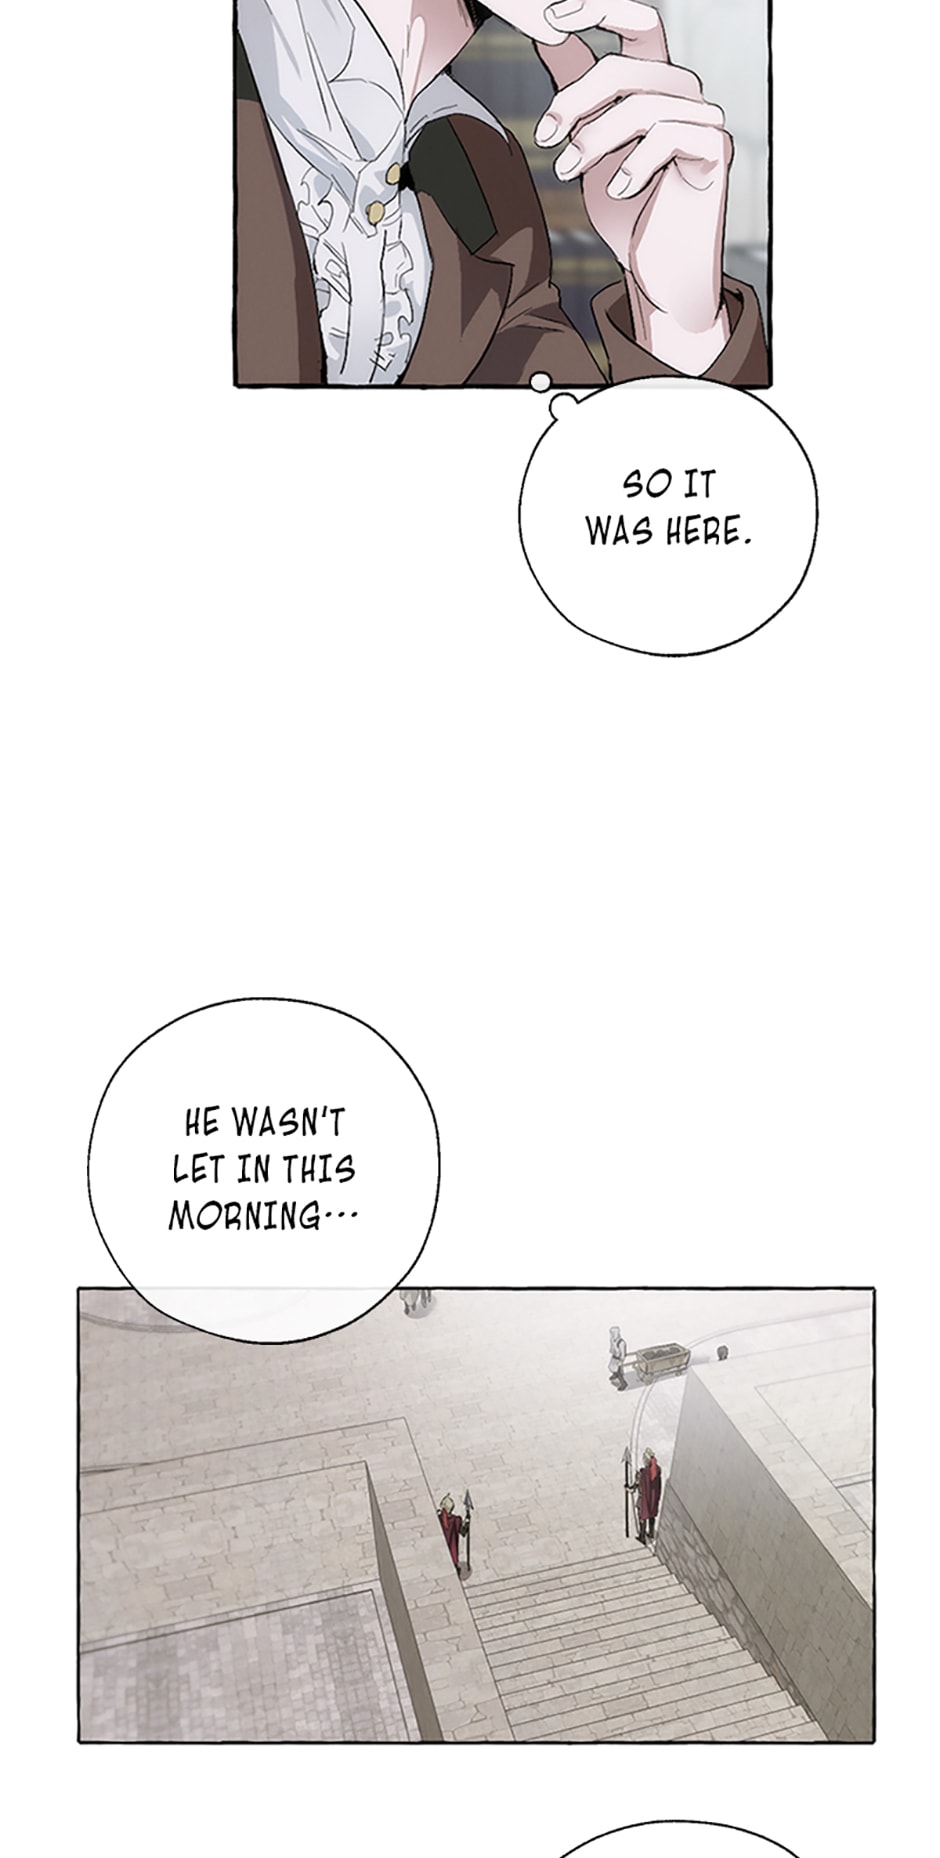 SO IT
WAS HERE.
HE WASN'T
LET IN THIS
MORNING...